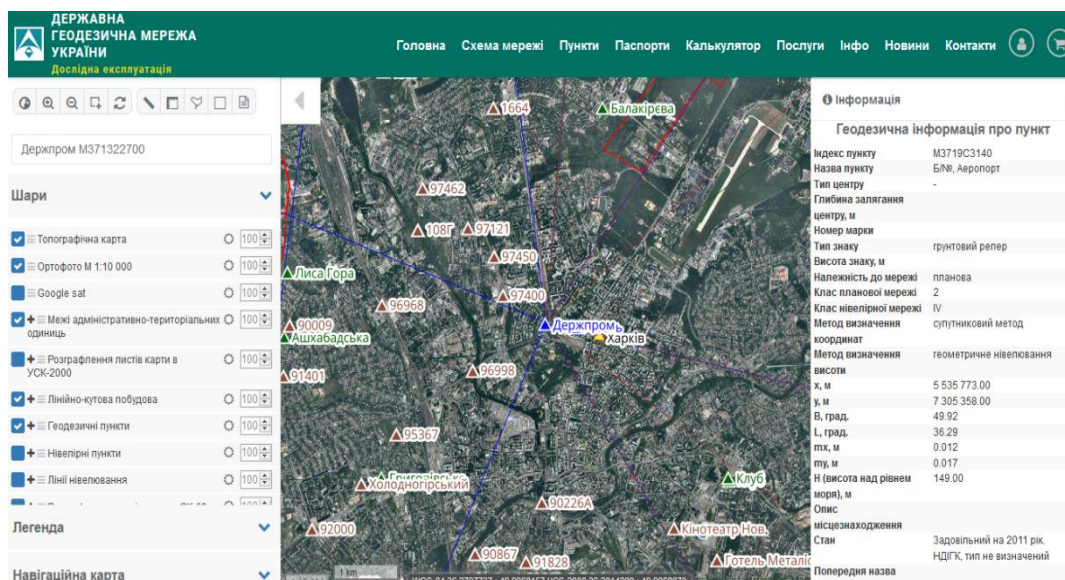 ДЕРЖАВНА
ГЕОДЕЗИЧНА МЕРЕЖА
УКРАЇНИ
Дослідна експлуатація
Головна Схема мережі Пункти Паспорти Калькулятор Послуги Інфо Новини Контакти
Держпром М371322700
Шари
Топографічна карта 100
Ортофото М 1:10 000 100
Google sat 100
Межі адміністративно-територіальних 100
одиниць
Розграфлення листів карти в 100
УСК-2000
Лінійно-кутова побудова 100
Геодезичні пункти 100
Нівелірні пункти 100
Лінії нівелювання 100
Легенда
Навігаційна карта
1664
Балакірєва
97462
108Г
97121
97450
Лиса Гора
96968
97400
90009
Держпром
Ашхабадська
Харків
91401
96998
95367
Григорівське
Холодногірський
Клуб
90226А
92000
Кінотеатр Нов.
90867
91828
Готель Металіс
1 km
Інформація
Геодезична інформація про пункт
Індекс пункту М3719С3140
Назва пункту Б/№, Аеропорт
Тип центру -
Глибина залягання
центру, м
Номер марки
Тип знаку грунтовий репер
Висота знаку, м
Належність до мережі планова
Клас планової мережі 2
Клас нівелірної мережі IV
Метод визначення супутниковий метод
координат
Метод визначення геометричне нівелювання
висоти
x, м 5 535 773.00
y, м 7 305 358.00
B, град. 49.92
L, град. 36.29
mx, м 0.012
my, м 0.017
H (висота над рівнем 149.00
моря), м
Опис
місцезнаходження
Стан Задовільний на 2011 рік.
НДІГК, тип не визначений
Попередня назва